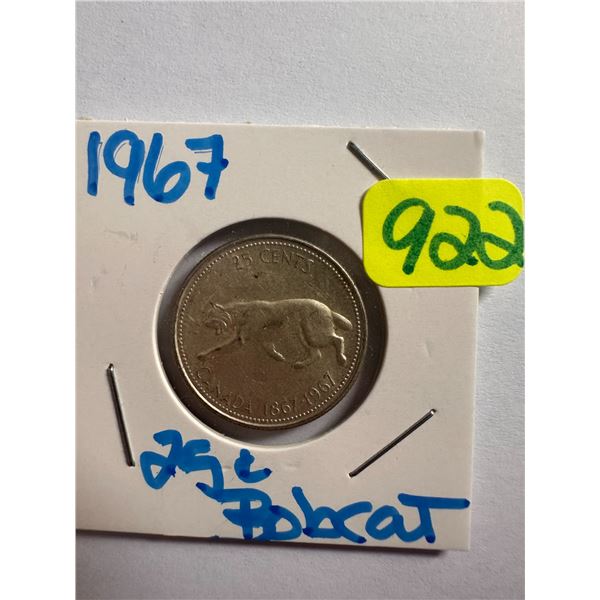 1967
922
25 CENTS
CANADA 1867-1967
25¢
Bobcat